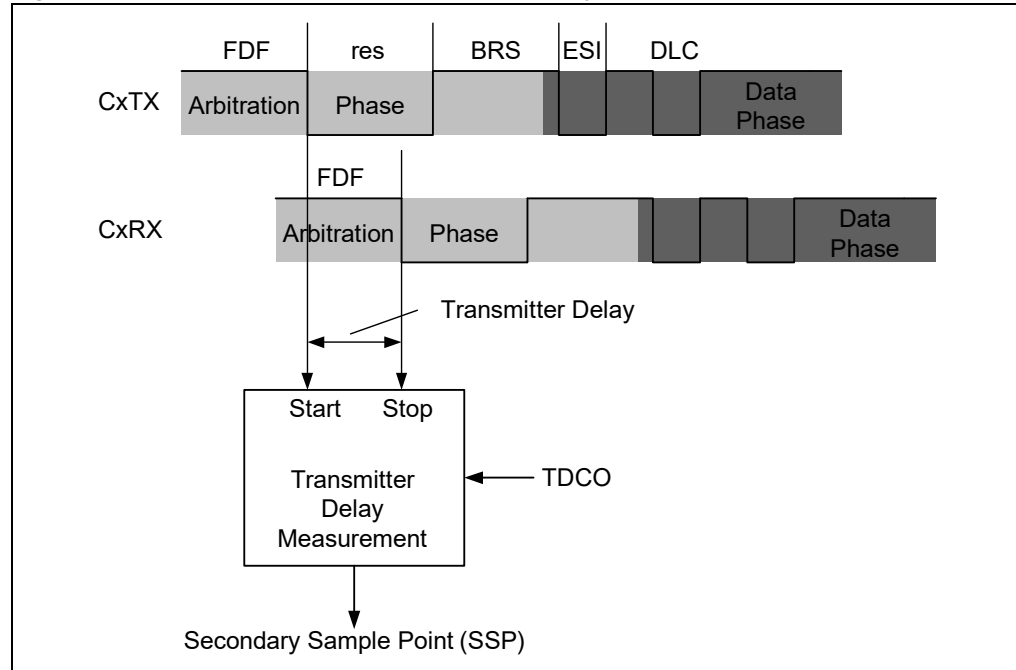 FDF res BRS ESI DLC
CxTX Arbitration Phase Data
Phase
FDF
CxRX Arbitration Phase Data
Phase
Transmitter Delay
Start Stop
Transmitter
Delay
Measurement
TDCO
Secondary Sample Point (SSP)